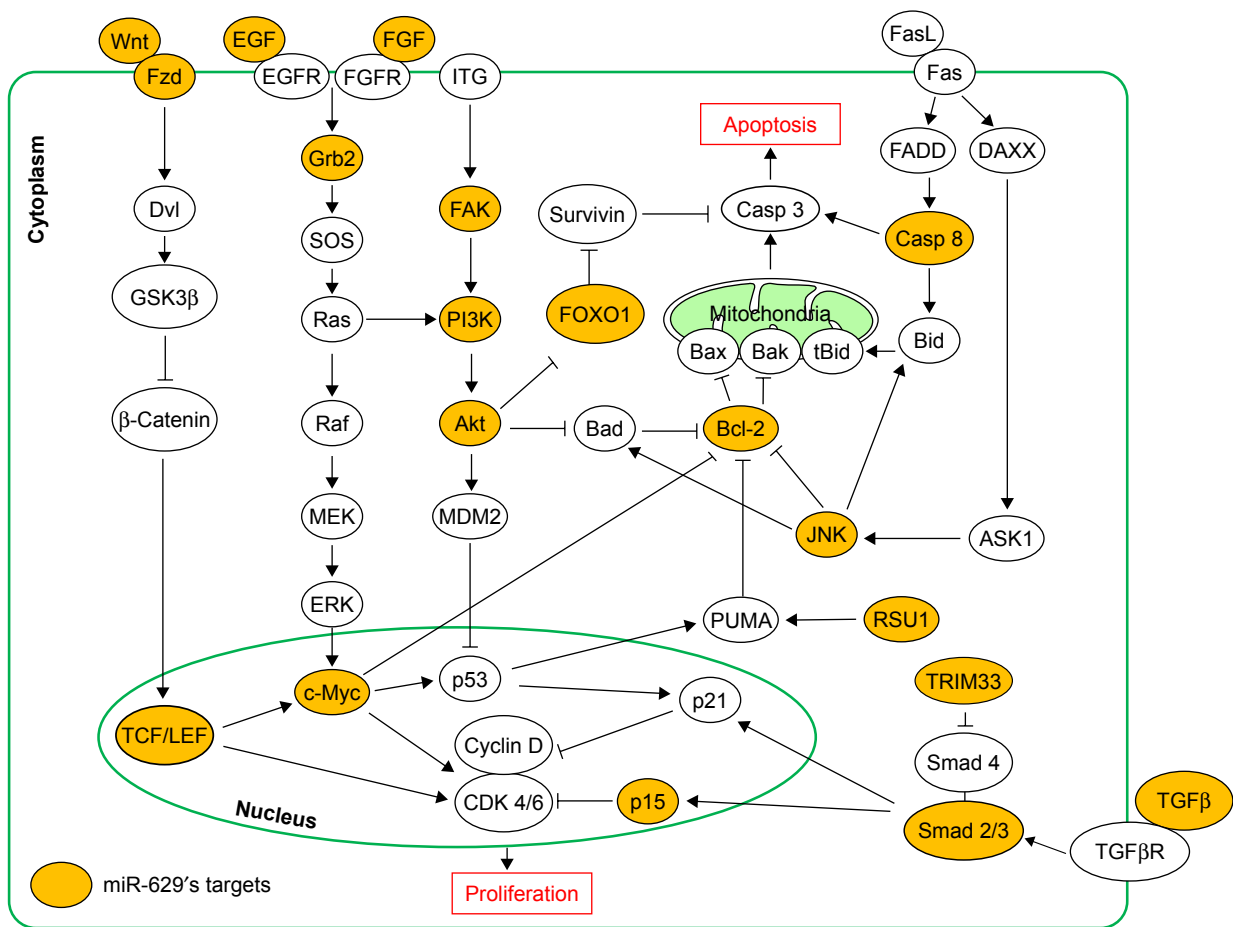 Wnt
EGF
FGF
FasL
Fzd
EGFR
FGFR
ITG
Fas
Cytoplasm
Apoptosis
Grb2
FADD
DAXX
Dvl
FAK
Survivin
Casp 3
Casp 8
SOS
GSK3β
Ras
PI3K
FOXO1
Mitochondria
Bax
Bak
tBid
Bid
β-Catenin
Raf
Akt
Bad
Bcl-2
MEK
MDM2
JNK
ASK1
ERK
PUMA
RSU1
c-Myc
p53
p21
TRIM33
TCF/LEF
Cyclin D
Smad 4
CDK 4/6
p15
Smad 2/3
TGFβ
TGFβR
Nucleus
miR-629′s targets
Proliferation